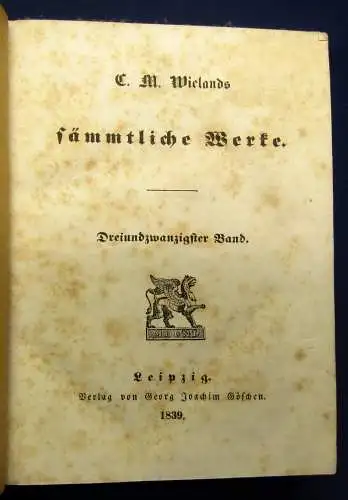 C. M. Wielands
sämmtliche Werke.
Dreiundzwanzigster Band.
Leipzig.
Verlag von Georg Joachim Göschen.
1839.